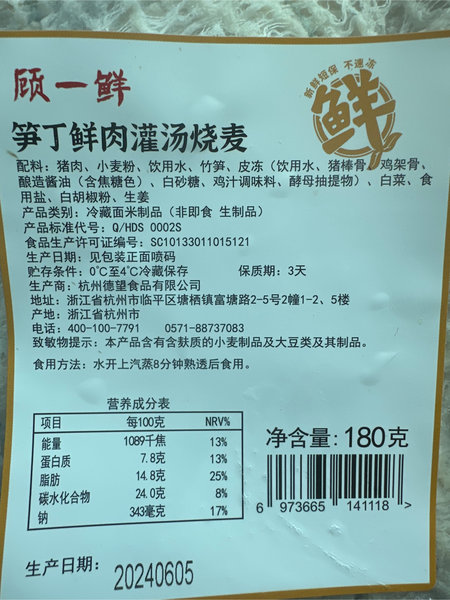 顾一鲜
新鲜短保 不速冻
鲜
笋丁鲜肉灌汤烧麦
配料：猪肉、小麦粉、饮用水、竹笋、皮冻（饮用水、猪棒骨、鸡架骨、
酿造酱油（含焦糖色）、白砂糖、鸡汁调味料、酵母抽提物）、白菜、食
用盐、白胡椒粉、生姜
产品类别：冷藏面米制品（非即食 生制品）
产品标准代号：Q/HDS 0002S
食品生产许可证编号：SC10133011015121
生产日期：见包装正面喷码
贮存条件：0℃至4℃冷藏保存 保质期：3天
生产商：杭州德望食品有限公司
地址：浙江省杭州市临平区塘栖镇富塘路2-5号2幢1-2、5楼
产地：浙江省杭州市
电话：400-100-7791 0571-88737083
致敏物提示：本产品含有含麸质的小麦制品及大豆类及其制品。
食用方法：水开上汽蒸8分钟熟透后食用。
营养成分表
项目 每100克 NRV%
能量 1089千焦 13%
蛋白质 7.8克 13%
脂肪 14.8克 25%
碳水化合物 24.0克 8%
钠 343毫克 17%
净含量：180克
6 973665 141118 >
生产日期：20240605